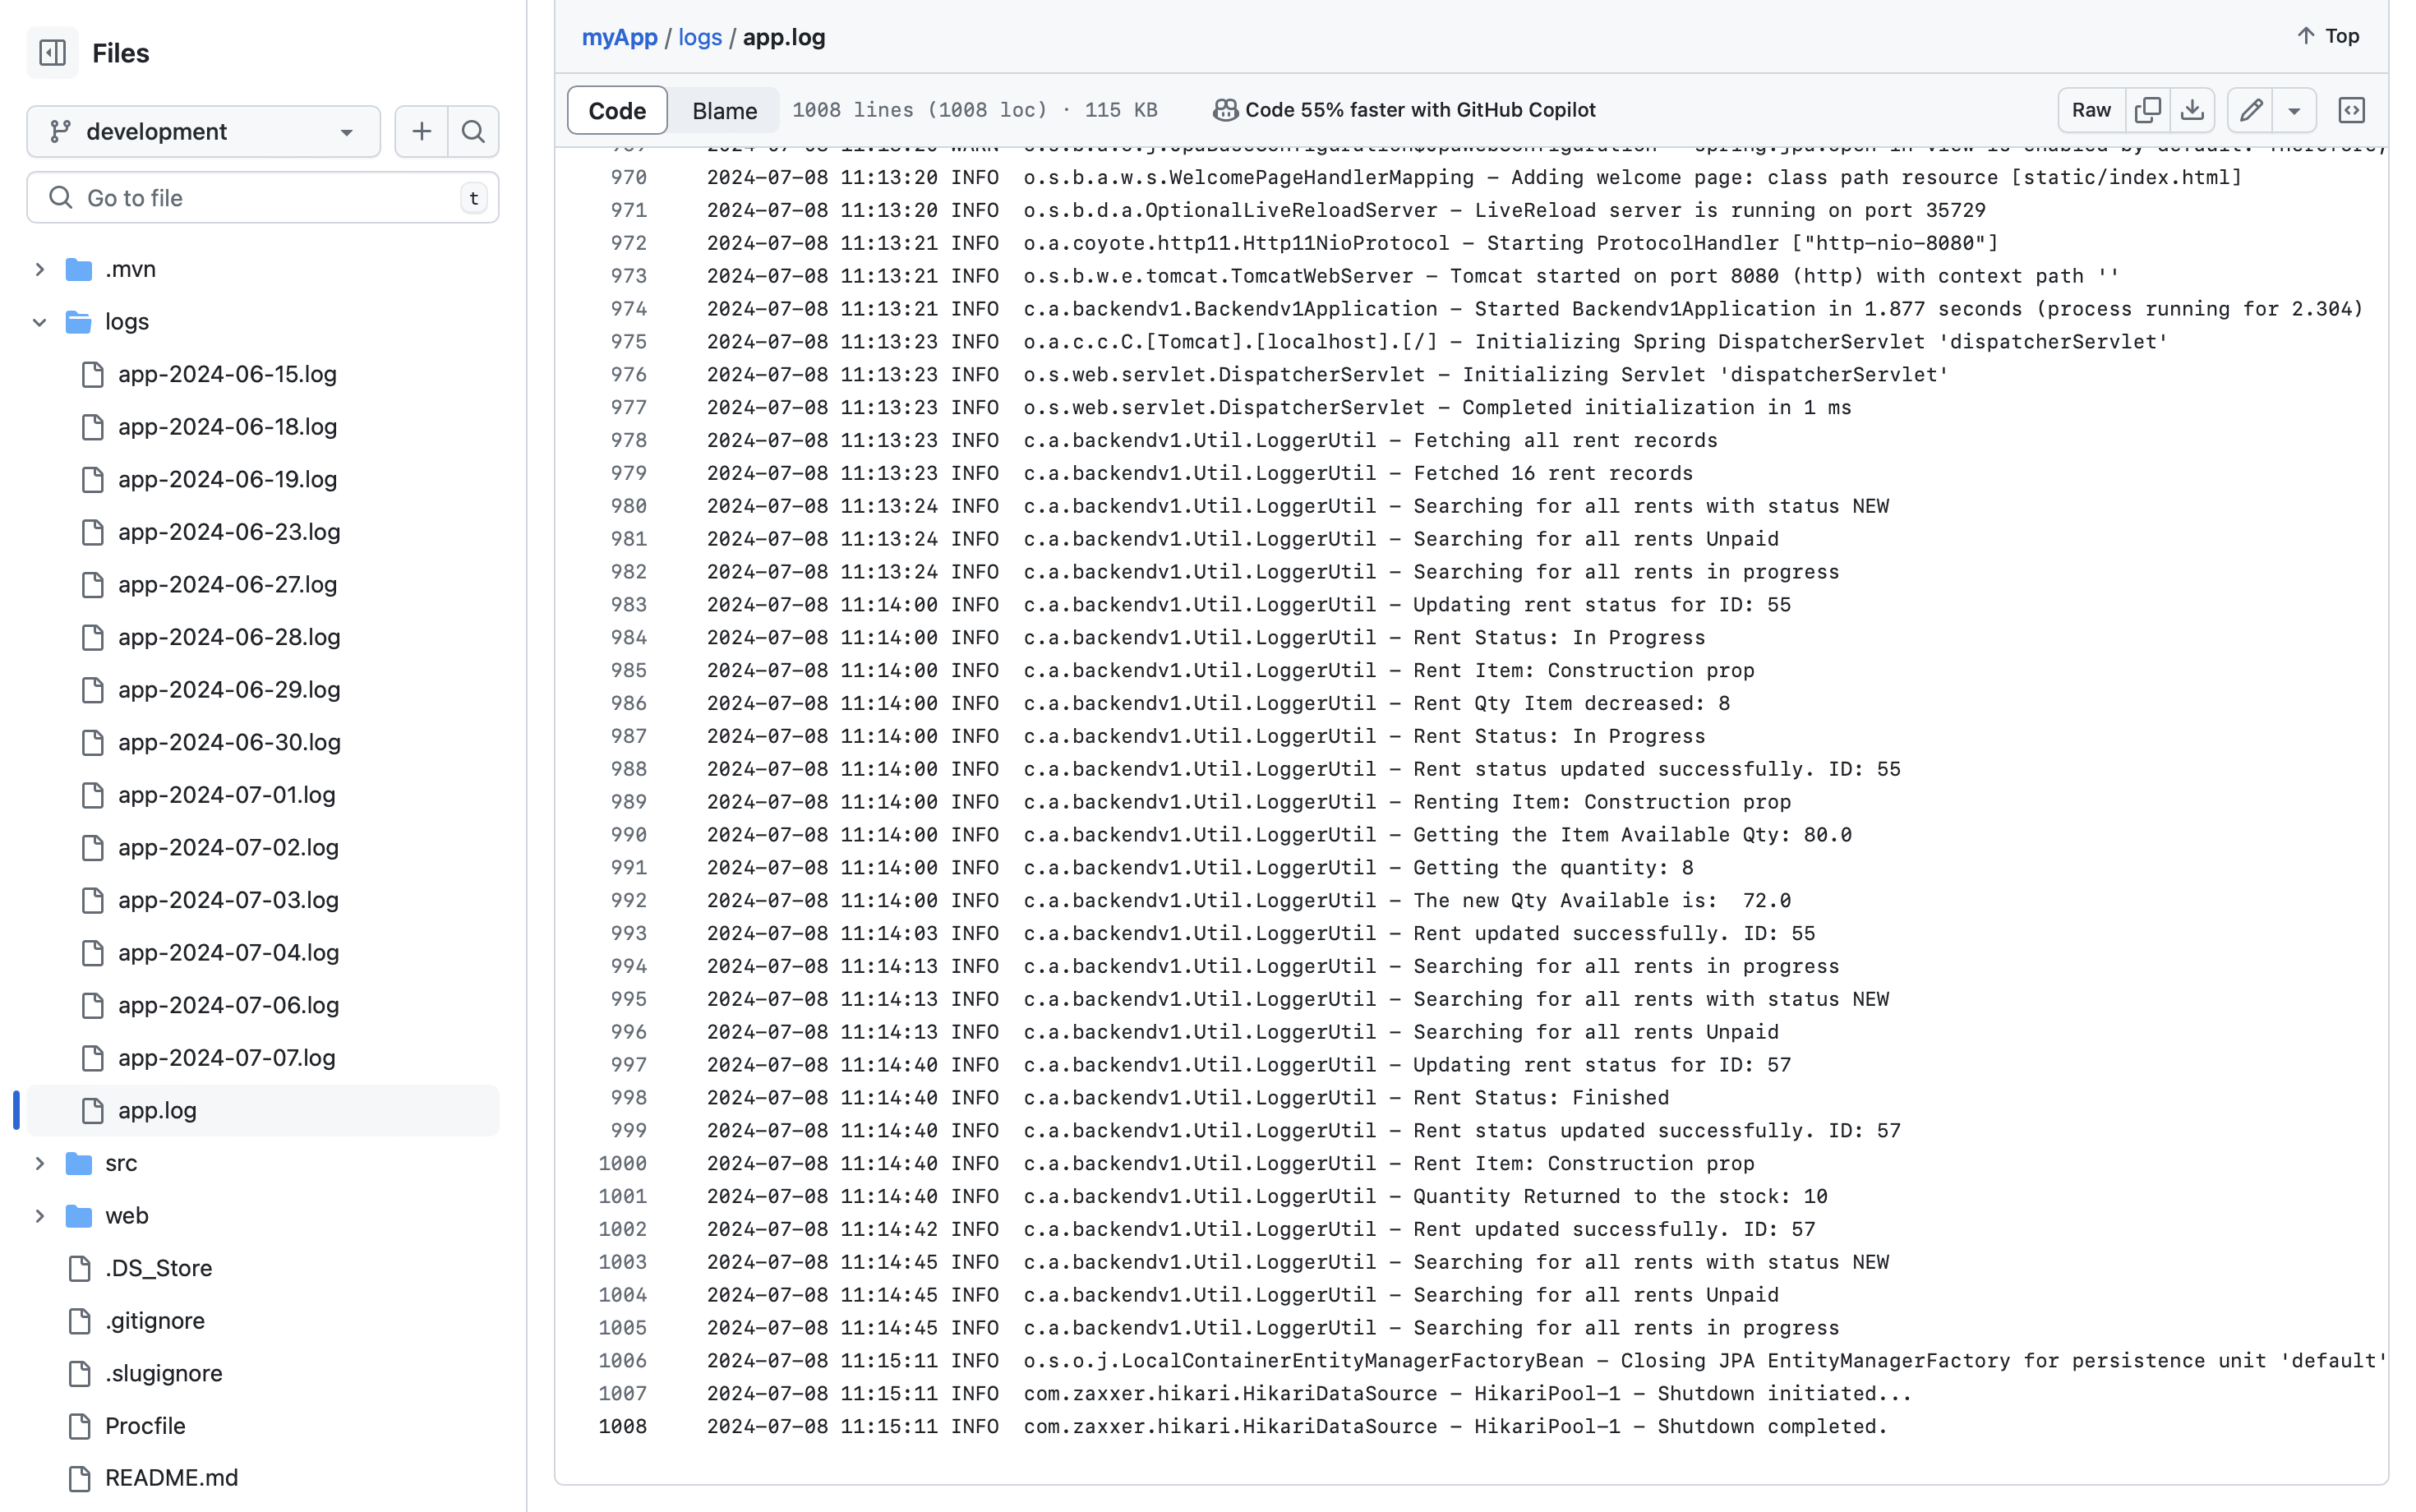 Files
development
Go to file
t
.mvn
logs
app-2024-06-15.log
app-2024-06-18.log
app-2024-06-19.log
app-2024-06-23.log
app-2024-06-27.log
app-2024-06-28.log
app-2024-06-29.log
app-2024-06-30.log
app-2024-07-01.log
app-2024-07-02.log
app-2024-07-03.log
app-2024-07-04.log
app-2024-07-06.log
app-2024-07-07.log
app.log
src
web
.DS_Store
.gitignore
.slugignore
Procfile
README.md
myApp / logs / app.log
Top
Code Blame 1008 lines (1008 loc) · 115 KB Code 55% faster with GitHub Copilot Raw
970 2024-07-08 11:13:20 INFO o.s.b.a.w.s.WelcomePageHandlerMapping - Adding welcome page: class path resource [static/index.html]
971 2024-07-08 11:13:20 INFO o.s.b.d.a.OptionalLiveReloadServer - LiveReload server is running on port 35729
972 2024-07-08 11:13:21 INFO o.a.coyote.http11.Http11NioProtocol - Starting ProtocolHandler ["http-nio-8080"]
973 2024-07-08 11:13:21 INFO o.s.b.w.e.tomcat.TomcatWebServer - Tomcat started on port 8080 (http) with context path ''
974 2024-07-08 11:13:21 INFO c.a.backendv1.Backendv1Application - Started Backendv1Application in 1.877 seconds (process running for 2.304)
975 2024-07-08 11:13:23 INFO o.a.c.c.C.[Tomcat].[localhost].[/] - Initializing Spring DispatcherServlet 'dispatcherServlet'
976 2024-07-08 11:13:23 INFO o.s.web.servlet.DispatcherServlet - Initializing Servlet 'dispatcherServlet'
977 2024-07-08 11:13:23 INFO o.s.web.servlet.DispatcherServlet - Completed initialization in 1 ms
978 2024-07-08 11:13:23 INFO c.a.backendv1.Util.LoggerUtil - Fetching all rent records
979 2024-07-08 11:13:23 INFO c.a.backendv1.Util.LoggerUtil - Fetched 16 rent records
980 2024-07-08 11:13:24 INFO c.a.backendv1.Util.LoggerUtil - Searching for all rents with status NEW
981 2024-07-08 11:13:24 INFO c.a.backendv1.Util.LoggerUtil - Searching for all rents Unpaid
982 2024-07-08 11:13:24 INFO c.a.backendv1.Util.LoggerUtil - Searching for all rents in progress
983 2024-07-08 11:14:00 INFO c.a.backendv1.Util.LoggerUtil - Updating rent status for ID: 55
984 2024-07-08 11:14:00 INFO c.a.backendv1.Util.LoggerUtil - Rent Status: In Progress
985 2024-07-08 11:14:00 INFO c.a.backendv1.Util.LoggerUtil - Rent Item: Construction prop
986 2024-07-08 11:14:00 INFO c.a.backendv1.Util.LoggerUtil - Rent Qty Item decreased: 8
987 2024-07-08 11:14:00 INFO c.a.backendv1.Util.LoggerUtil - Rent Status: In Progress
988 2024-07-08 11:14:00 INFO c.a.backendv1.Util.LoggerUtil - Rent status updated successfully. ID: 55
989 2024-07-08 11:14:00 INFO c.a.backendv1.Util.LoggerUtil - Renting Item: Construction prop
990 2024-07-08 11:14:00 INFO c.a.backendv1.Util.LoggerUtil - Getting the Item Available Qty: 80.0
991 2024-07-08 11:14:00 INFO c.a.backendv1.Util.LoggerUtil - Getting the quantity: 8
992 2024-07-08 11:14:00 INFO c.a.backendv1.Util.LoggerUtil - The new Qty Available is:  72.0
993 2024-07-08 11:14:03 INFO c.a.backendv1.Util.LoggerUtil - Rent updated successfully. ID: 55
994 2024-07-08 11:14:13 INFO c.a.backendv1.Util.LoggerUtil - Searching for all rents in progress
995 2024-07-08 11:14:13 INFO c.a.backendv1.Util.LoggerUtil - Searching for all rents with status NEW
996 2024-07-08 11:14:13 INFO c.a.backendv1.Util.LoggerUtil - Searching for all rents Unpaid
997 2024-07-08 11:14:40 INFO c.a.backendv1.Util.LoggerUtil - Updating rent status for ID: 57
998 2024-07-08 11:14:40 INFO c.a.backendv1.Util.LoggerUtil - Rent Status: Finished
999 2024-07-08 11:14:40 INFO c.a.backendv1.Util.LoggerUtil - Rent status updated successfully. ID: 57
1000 2024-07-08 11:14:40 INFO c.a.backendv1.Util.LoggerUtil - Rent Item: Construction prop
1001 2024-07-08 11:14:40 INFO c.a.backendv1.Util.LoggerUtil - Quantity Returned to the stock: 10
1002 2024-07-08 11:14:42 INFO c.a.backendv1.Util.LoggerUtil - Rent updated successfully. ID: 57
1003 2024-07-08 11:14:45 INFO c.a.backendv1.Util.LoggerUtil - Searching for all rents with status NEW
1004 2024-07-08 11:14:45 INFO c.a.backendv1.Util.LoggerUtil - Searching for all rents Unpaid
1005 2024-07-08 11:14:45 INFO c.a.backendv1.Util.LoggerUtil - Searching for all rents in progress
1006 2024-07-08 11:15:11 INFO o.s.o.j.LocalContainerEntityManagerFactoryBean - Closing JPA EntityManagerFactory for persistence unit 'default'
1007 2024-07-08 11:15:11 INFO com.zaxxer.hikari.HikariDataSource - HikariPool-1 - Shutdown initiated...
1008 2024-07-08 11:15:11 INFO com.zaxxer.hikari.HikariDataSource - HikariPool-1 - Shutdown completed.